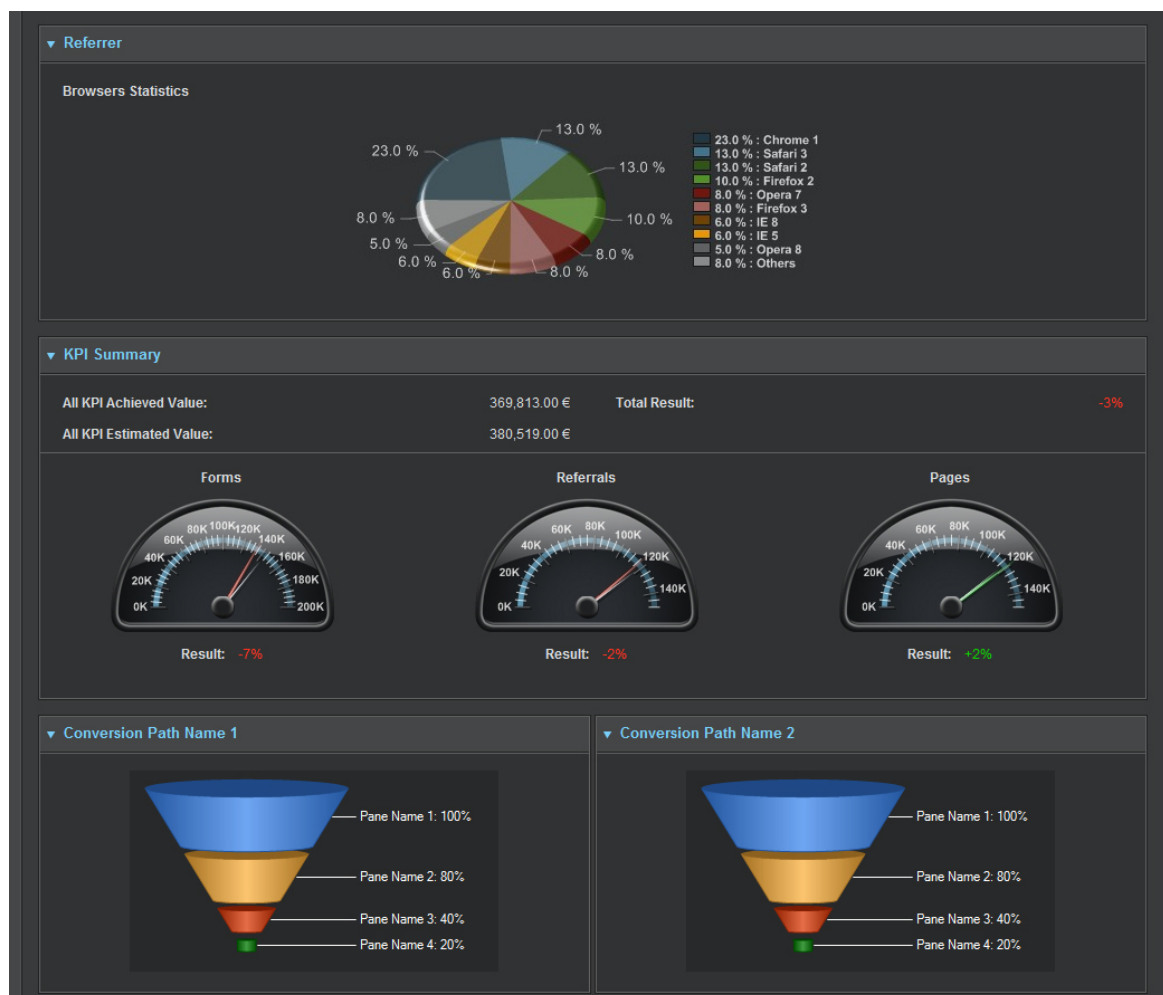 Referrer
Browsers Statistics
13.0 %
23.0 %
13.0 %
8.0 %
10.0 %
5.0 %
8.0 %
6.0 %
6.0 %
8.0 %
23.0 % : Chrome 1
13.0 % : Safari 3
13.0 % : Safari 2
10.0 % : Firefox 2
8.0 % : Opera 7
8.0 % : Firefox 3
6.0 % : IE 8
6.0 % : IE 5
5.0 % : Opera 8
8.0 % : Others
KPI Summary
All KPI Achieved Value: 369,813.00 € Total Result: -3%
All KPI Estimated Value: 380,519.00 €
Forms
0K 20K 40K 60K 80K 100K 120K 140K 160K 180K 200K
Result: -7%
Referrals
0K 20K 40K 60K 80K 100K 120K 140K
Result: -2%
Pages
0K 20K 40K 60K 80K 100K 120K 140K
Result: +2%
Conversion Path Name 1
Pane Name 1: 100%
Pane Name 2: 80%
Pane Name 3: 40%
Pane Name 4: 20%
Conversion Path Name 2
Pane Name 1: 100%
Pane Name 2: 80%
Pane Name 3: 40%
Pane Name 4: 20%